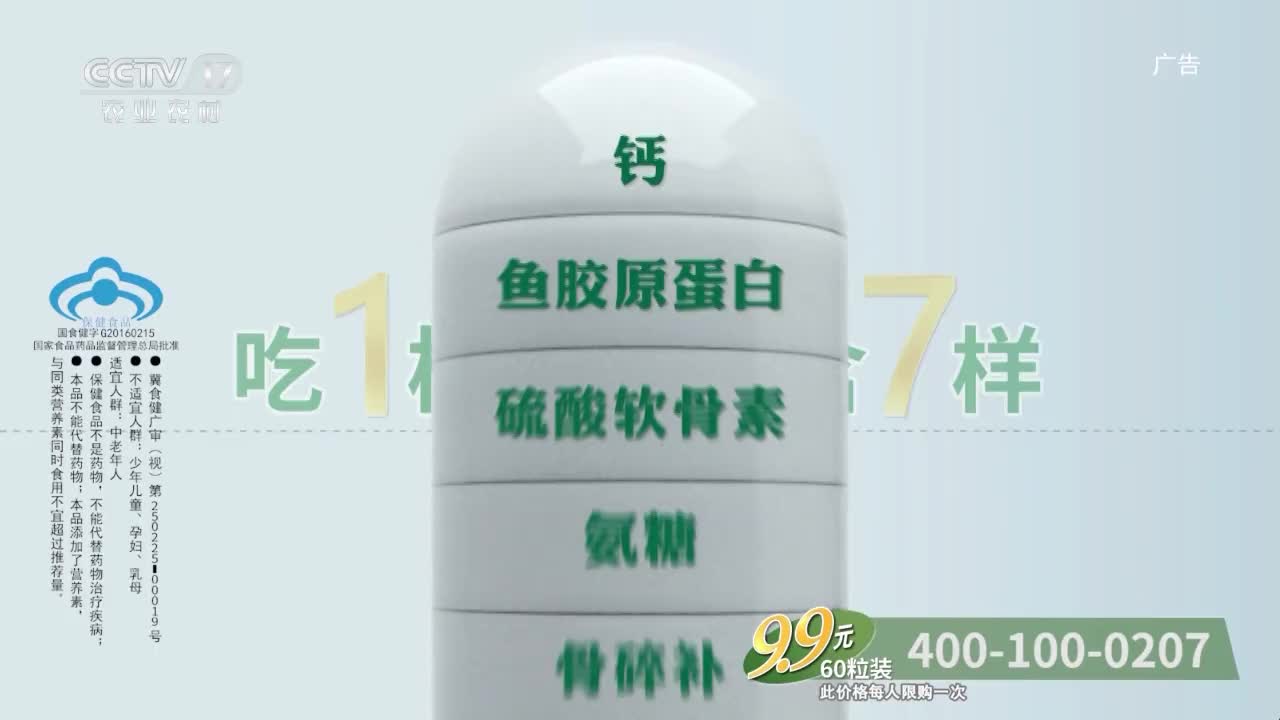 CCTV 17
农业农村
广告
钙
鱼胶原蛋白
硫酸软骨素
氨糖
骨碎补
吃1 7样
保健食品
国食健字G20160215
国家食品药品监督管理总局批准
●冀食健广审（视）第250225-00019号
●不适宜人群：少年儿童、孕妇、乳母
适宜人群：中老年人
●保健食品不是药物，不能代替药物治疗疾病；
●本品不能代替药物；本品添加了营养素，
与同类营养素同时食用不宜超过推荐量。
9.9元
60粒装
400-100-0207
此价格每人限购一次